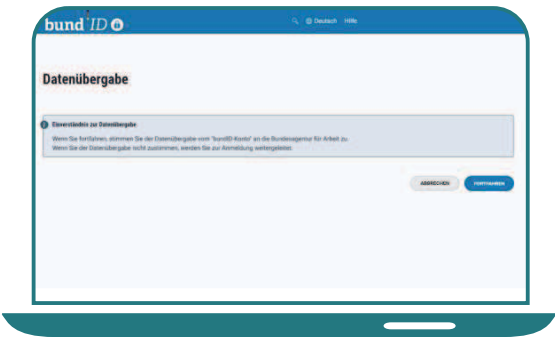 bund ID
Deutsch Hilfe
Datenübergabe
Einverständnis zur Datenübergabe
Wenn Sie fortfahren, stimmen Sie der Datenübergabe vom "bundID-Konto" an die Bundesagentur für Arbeit zu.
Wenn Sie der Datenübergabe nicht zustimmen, werden Sie zur Anmeldung weitergeleitet.
ABBRECHEN FORTFAHREN